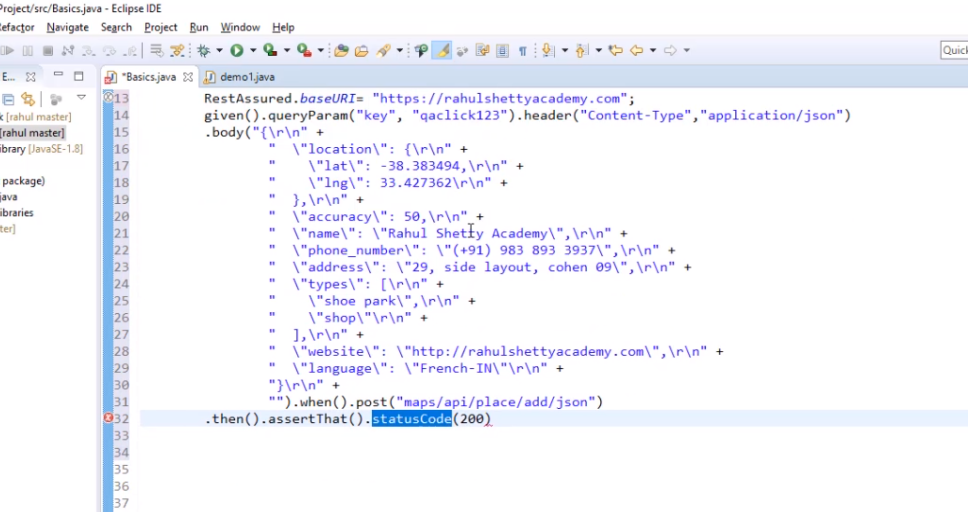 Project/src/Basics.java - Eclipse IDE
Refactor Navigate Search Project Run Window Help
Quic
E... *Basics.java demo1.java
k [rahul master]
[rahul master]
ibrary [JavaSE-1.8]
package)
java
ibraries
ter]
13 RestAssured.baseURI= "https://rahulshettyacademy.com";
14 given().queryParam("key", "qaclick123").header("Content-Type","application/json")
15 .body("{\r\n" +
16 " \"location\": {\r\n" +
17 " \"lat\": -38.383494,\r\n" +
18 " \"lng\": 33.427362\r\n" +
19 " },\r\n" +
20 " \"accuracy\": 50,\r\n" +
21 " \"name\": \"Rahul Shetty Academy\",\r\n" +
22 " \"phone_number\": \"(+91) 983 893 3937\",\r\n" +
23 " \"address\": \"29, side layout, cohen 09\",\r\n" +
24 " \"types\": [\r\n" +
25 " \"shoe park\",\r\n" +
26 " \"shop\"\r\n" +
27 " ],\r\n" +
28 " \"website\": \"http://rahulshettyacademy.com\",\r\n" +
29 " \"language\": \"French-IN\"\r\n" +
30 "}\r\n" +
31 "").when().post("maps/api/place/add/json")
32 .then().assertThat().statusCode(200)
33
34
35
36
37